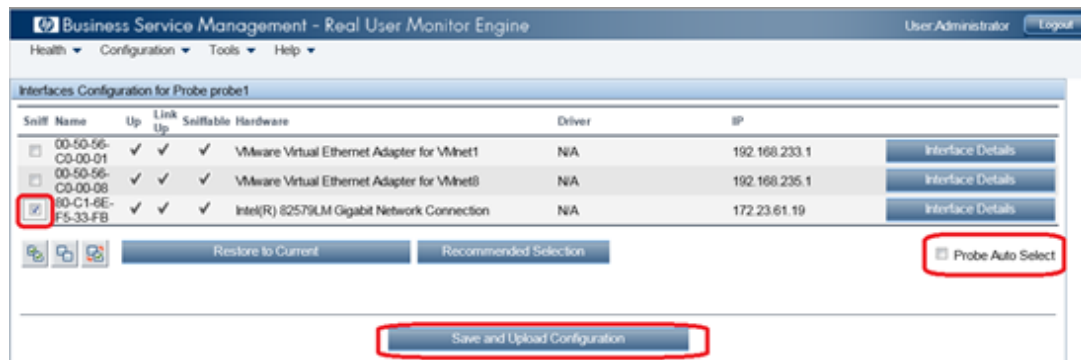 Business Service Management - Real User Monitor Engine
User:Administrator
Logout
Health Configuration Tools Help
Interfaces Configuration for Probe probe1
Sniff Name Up Link Up Sniffable Hardware Driver IP
00-50-56-C0-00-01 VMware Virtual Ethernet Adapter for VMnet1 N/A 192.168.233.1 Interface Details
00-50-56-C0-00-08 VMware Virtual Ethernet Adapter for VMnet8 N/A 192.168.235.1 Interface Details
80-C1-6E-F5-33-FB Intel(R) 82579LM Gigabit Network Connection N/A 172.23.61.19 Interface Details
Restore to Current Recommended Selection Probe Auto Select
Save and Upload Configuration